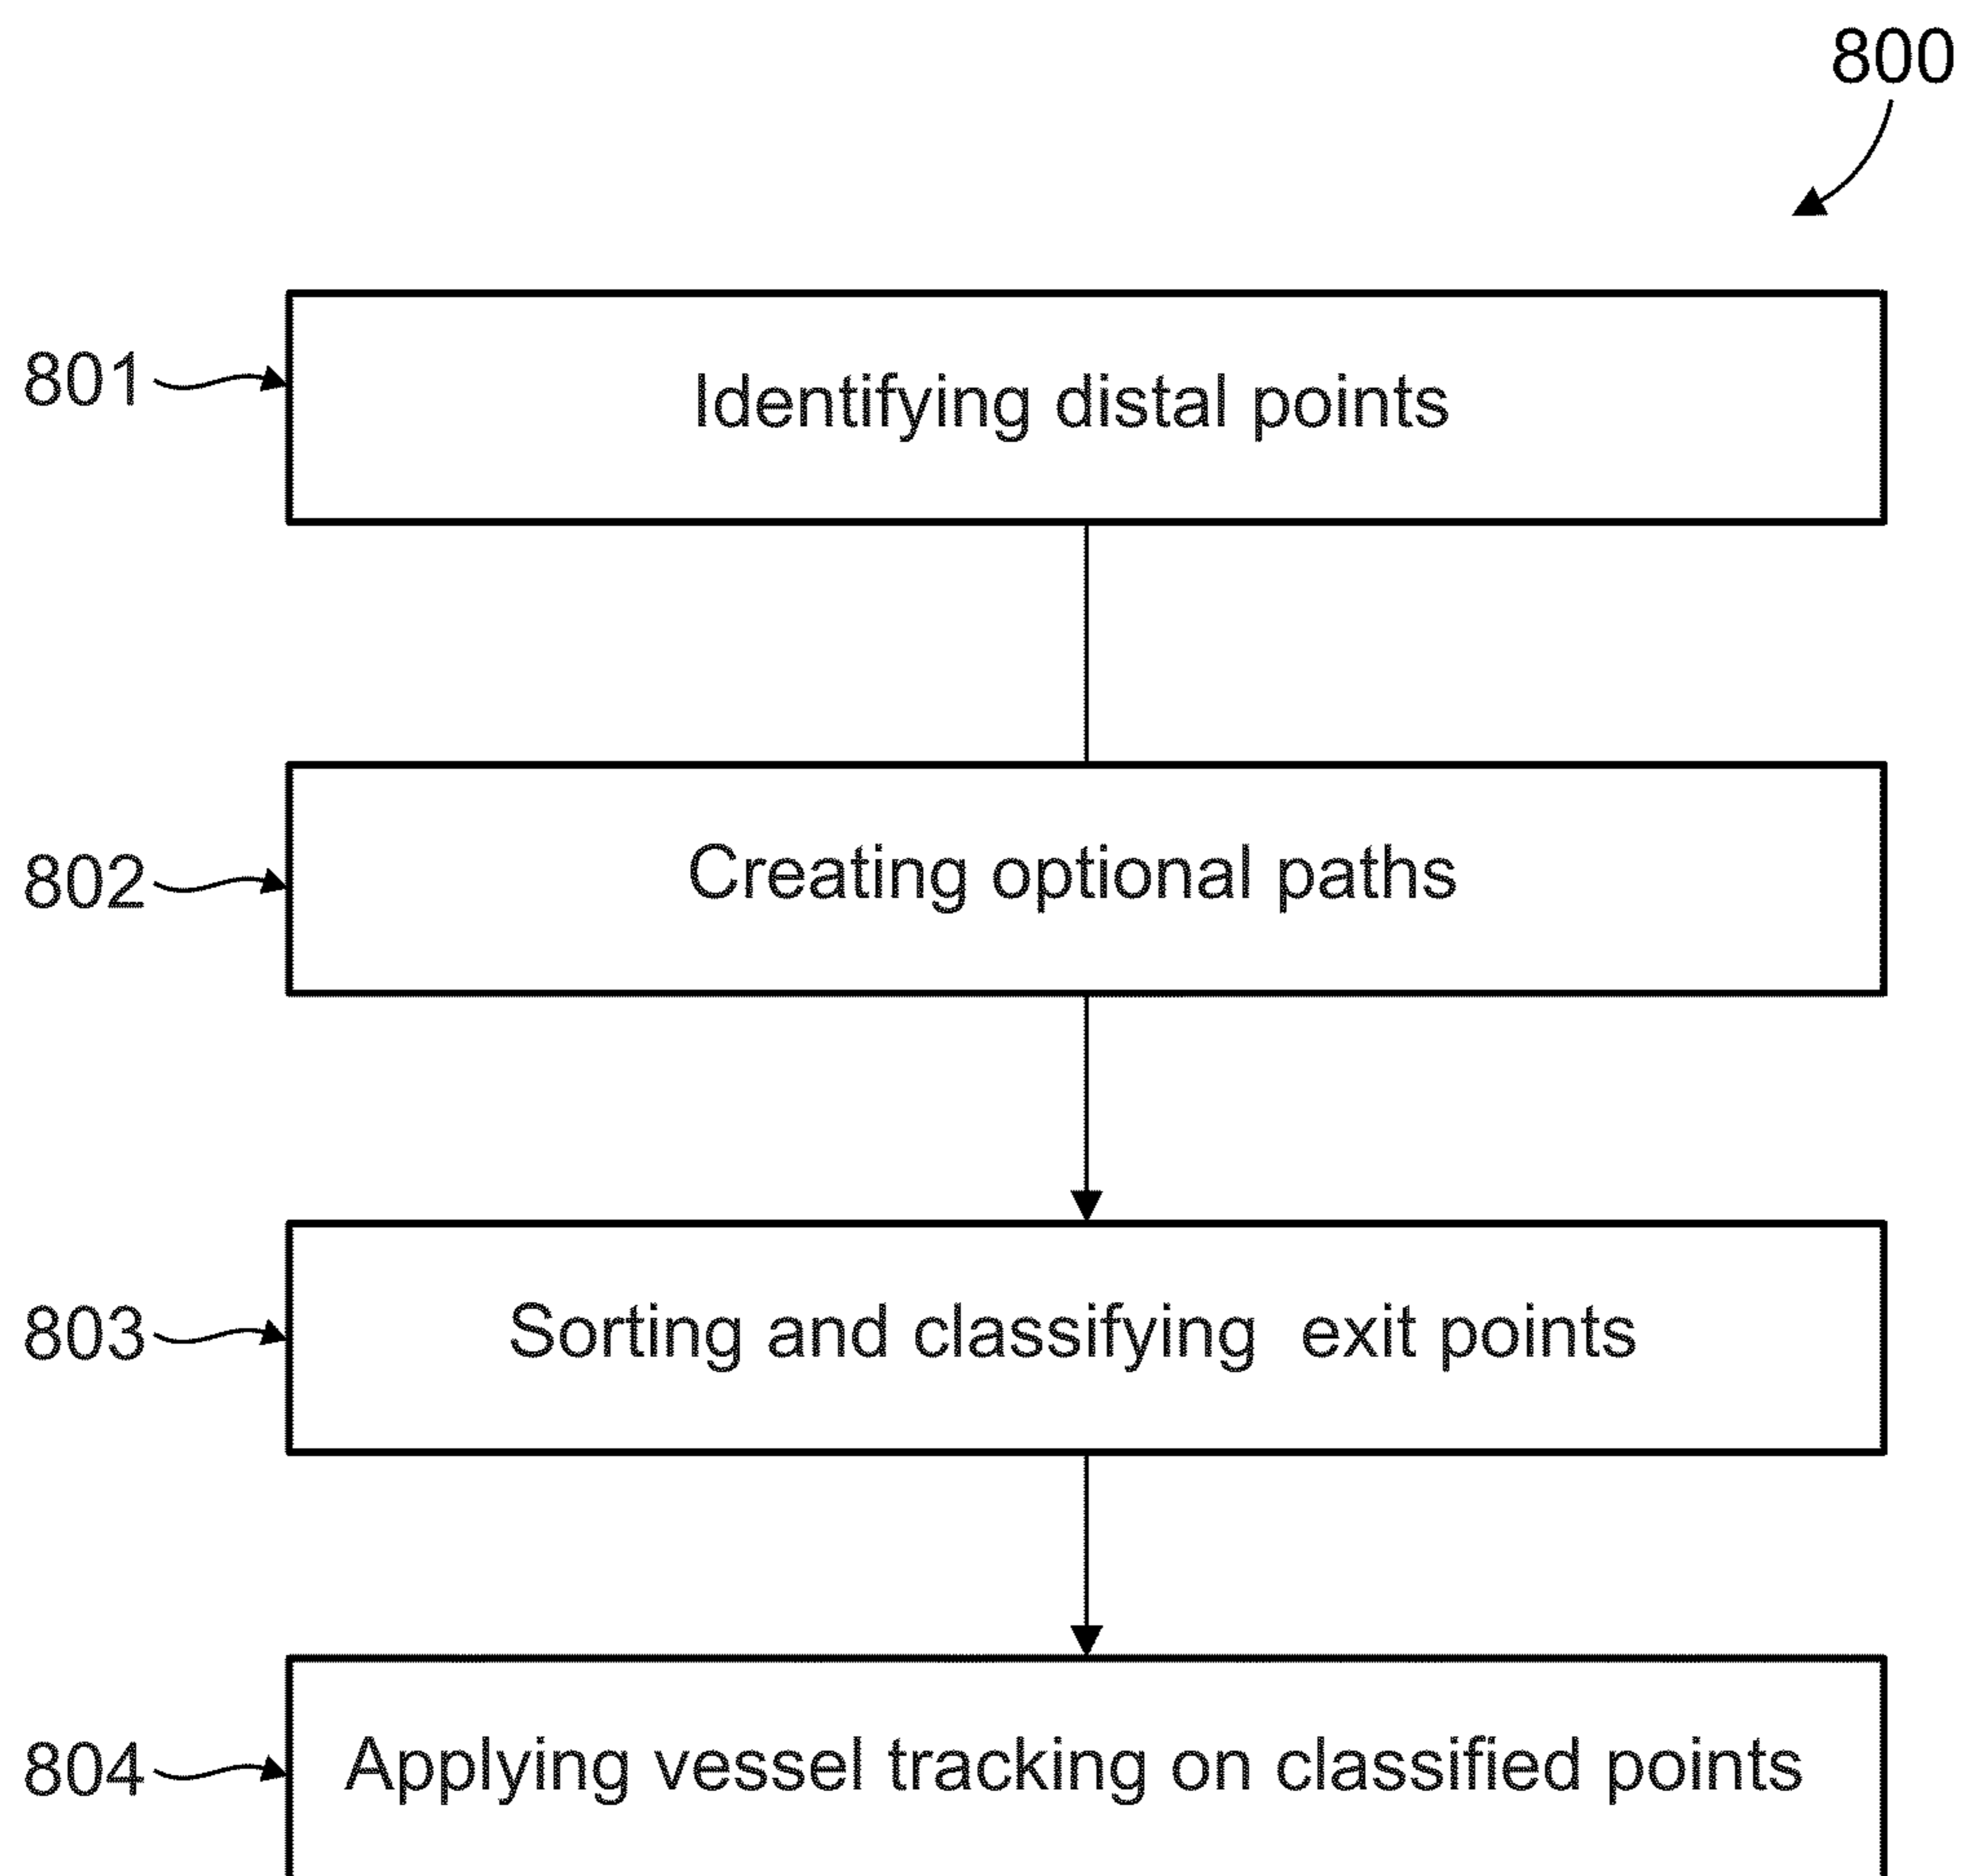 800
801
Identifying distal points
802
Creating optional paths
803
Sorting and classifying exit points
804
Applying vessel tracking on classified points